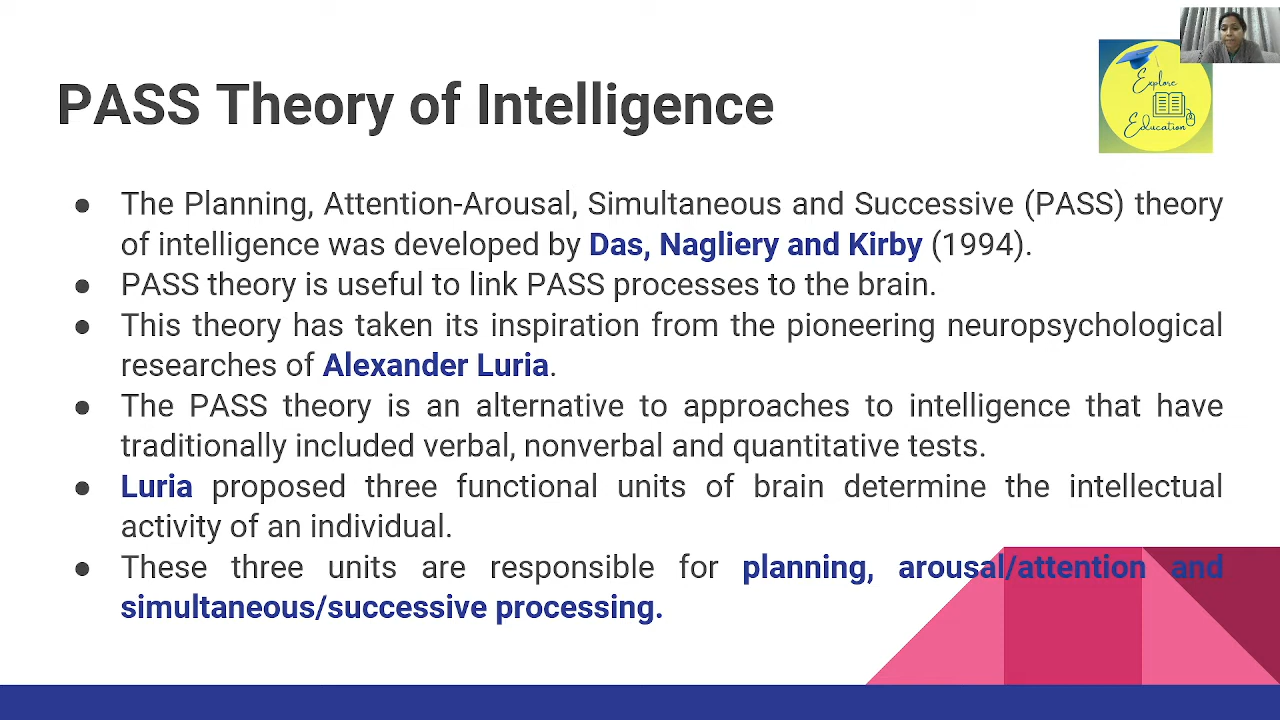 PASS Theory of Intelligence
Explore
Education
● The Planning, Attention-Arousal, Simultaneous and Successive (PASS) theory
of intelligence was developed by Das, Nagliery and Kirby (1994).
● PASS theory is useful to link PASS processes to the brain.
● This theory has taken its inspiration from the pioneering neuropsychological
researches of Alexander Luria.
● The PASS theory is an alternative to approaches to intelligence that have
traditionally included verbal, nonverbal and quantitative tests.
● Luria proposed three functional units of brain determine the intellectual
activity of an individual.
● These three units are responsible for planning, arousal/attention and
simultaneous/successive processing.